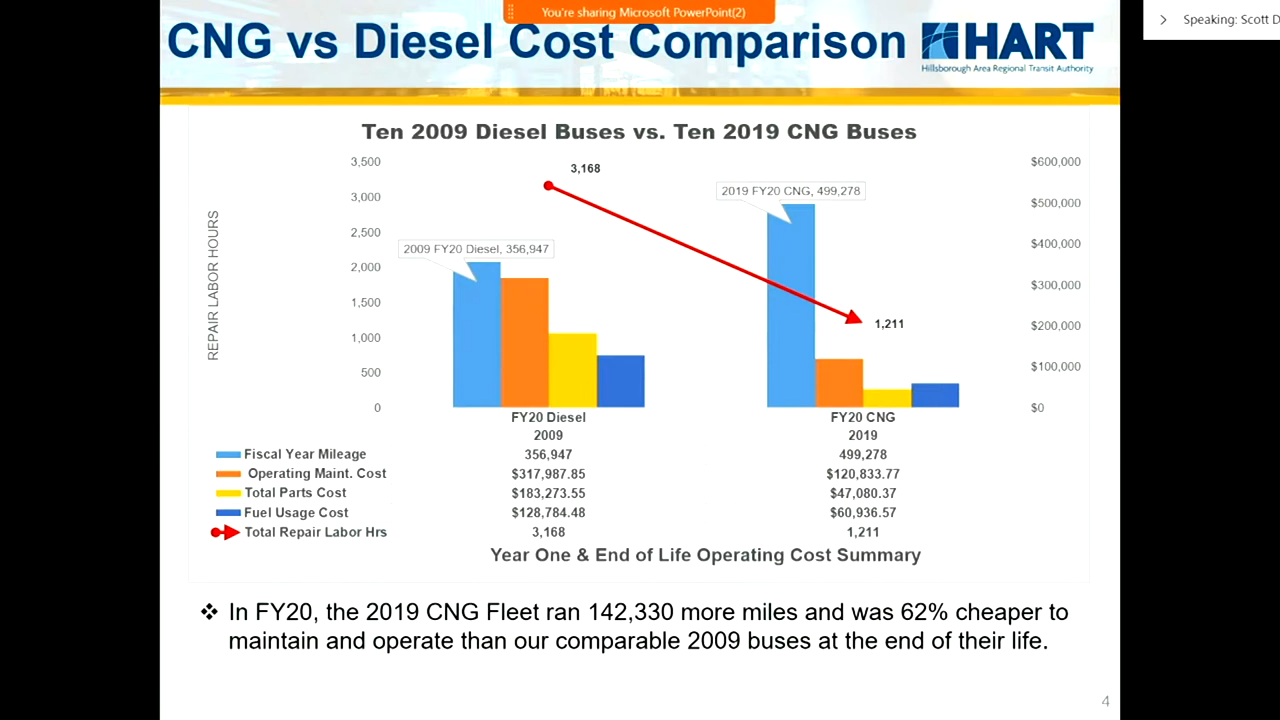 You're sharing Microsoft PowerPoint(2)
Speaking: Scott D
CNG vs Diesel Cost Comparison
HART
Hillsborough Area Regional Transit Authority
Ten 2009 Diesel Buses vs. Ten 2019 CNG Buses
REPAIR LABOR HOURS
3,500
3,000
2,500
2,000
1,500
1,000
500
0
3,168
2009 FY20 Diesel, 356,947
2019 FY20 CNG, 499,278
1,211
$600,000
$500,000
$400,000
$300,000
$200,000
$100,000
$0
FY20 Diesel FY20 CNG
2009 2019
Fiscal Year Mileage 356,947 499,278
Operating Maint. Cost $317,987.85 $120,833.77
Total Parts Cost $183,273.55 $47,080.37
Fuel Usage Cost $128,784.48 $60,936.57
Total Repair Labor Hrs 3,168 1,211
Year One & End of Life Operating Cost Summary
❖ In FY20, the 2019 CNG Fleet ran 142,330 more miles and was 62% cheaper to
maintain and operate than our comparable 2009 buses at the end of their life.
4